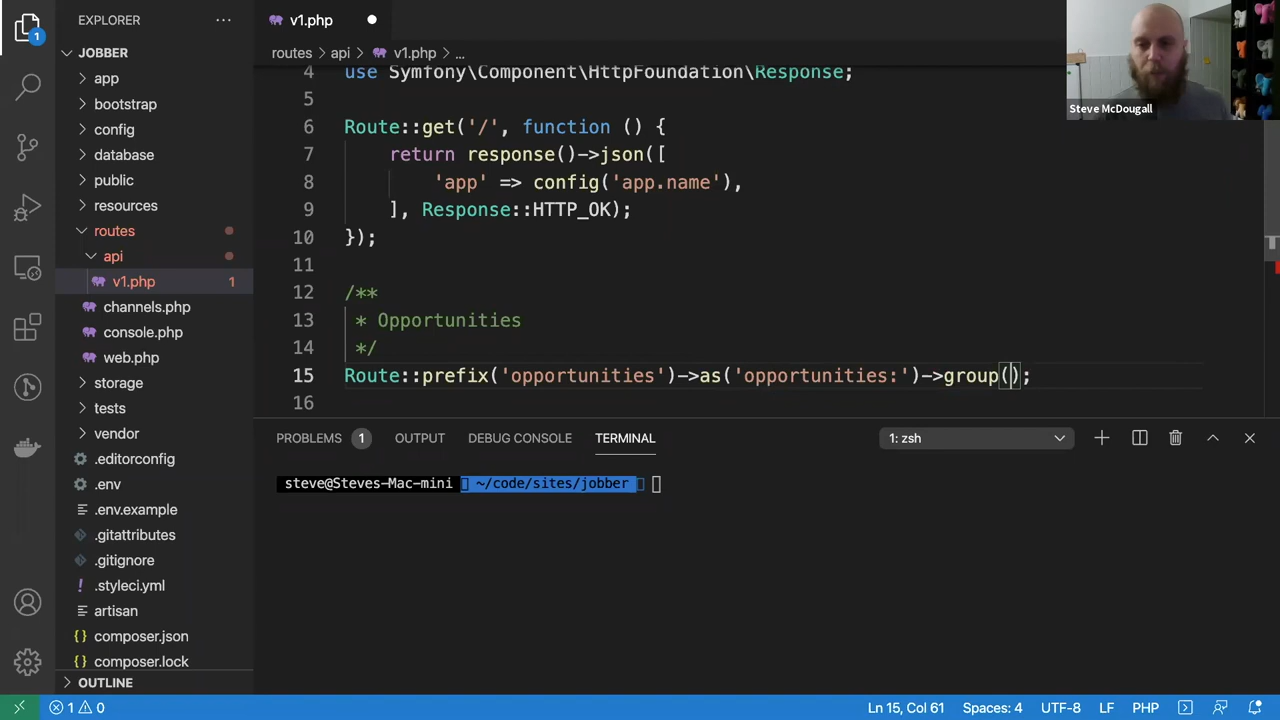 EXPLORER
JOBBER
app
bootstrap
config
database
public
resources
routes
api
v1.php 1
channels.php
console.php
web.php
storage
tests
vendor
.editorconfig
.env
.env.example
.gitattributes
.gitignore
.styleci.yml
artisan
composer.json
composer.lock
OUTLINE
1
v1.php
routes > api > v1.php > ...
4 use Symfony\Component\HttpFoundation\Response;
5
6 Route::get('/', function () {
7 return response()->json([
8 'app' => config('app.name'),
9 ], Response::HTTP_OK);
10 });
11
12 /**
13 * Opportunities
14 */
15 Route::prefix('opportunities')->as('opportunities:')->group();
16
Steve McDougall
PROBLEMS 1 OUTPUT DEBUG CONSOLE TERMINAL 1: zsh
steve@Steves-Mac-mini ~/code/sites/jobber
1 0 Ln 15, Col 61 Spaces: 4 UTF-8 LF PHP